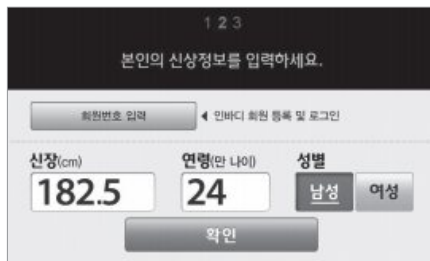 1 2 3
본인의 신상정보를 입력하세요.
회원번호 입력 ◀ 인바디 회원 등록 및 로그인
신장(cm) 연령(만 나이) 성별
182.5 24 남성 여성
확인